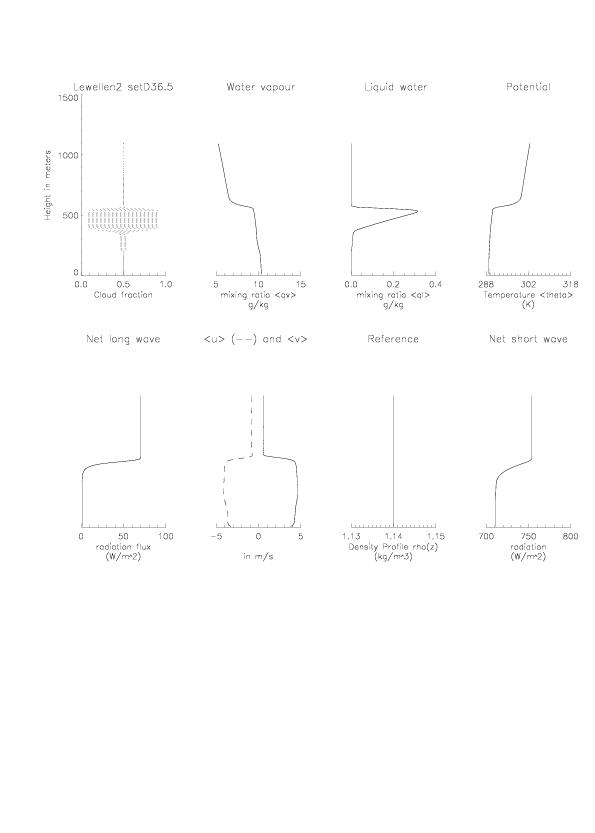 Lewellen2 setD36.5 Water vapour Liquid water Potential
1500
1000
500
0
Height in meters
0.0 0.5 1.0 5 10 15 0.0 0.2 0.4 288 302 318
Cloud fraction mixing ratio <qv> mixing ratio <ql> Temperature <theta>
g/kg g/kg (K)
Net long wave <u> (--) and <v> Reference Net short wave
0 50 100 -5 0 5 1.13 1.14 1.15 700 750 800
radiation flux in m/s Density Profile rho(z) radiation
(W/m^2) (kg/m^3) (W/m^2)